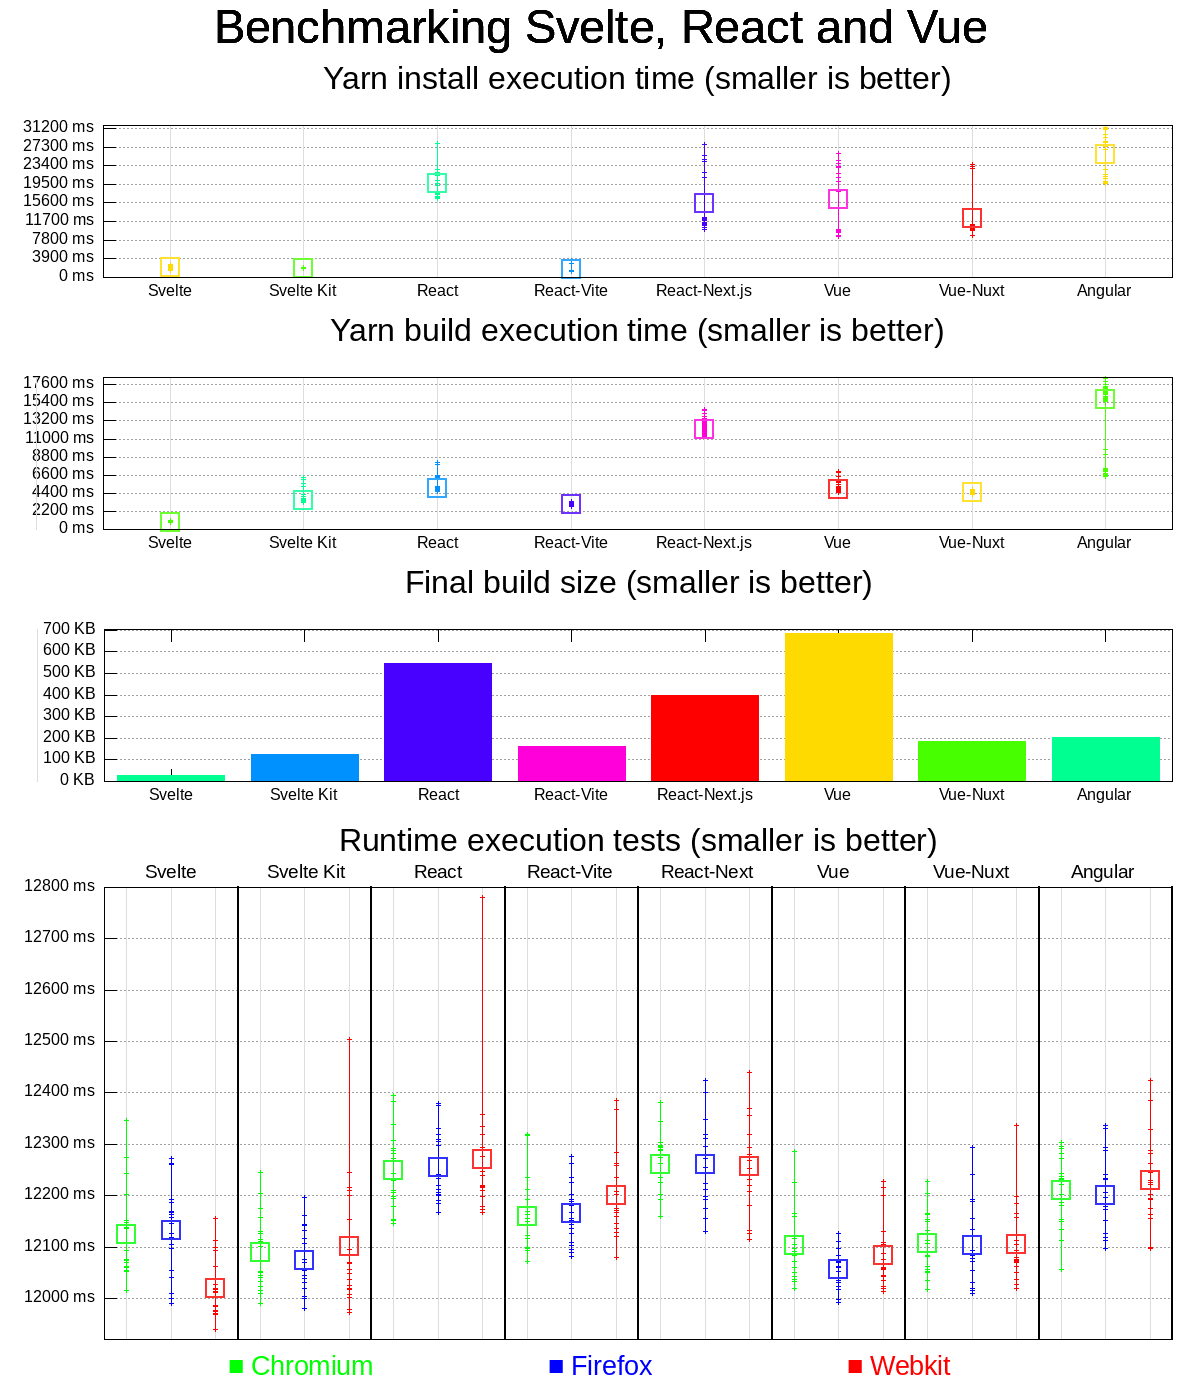 Benchmarking Svelte, React and Vue
Yarn install execution time (smaller is better)
31200 ms
27300 ms
23400 ms
19500 ms
15600 ms
11700 ms
7800 ms
3900 ms
0 ms
Svelte Svelte Kit React React-Vite React-Next.js Vue Vue-Nuxt Angular
Yarn build execution time (smaller is better)
17600 ms
15400 ms
13200 ms
11000 ms
8800 ms
6600 ms
4400 ms
2200 ms
0 ms
Svelte Svelte Kit React React-Vite React-Next.js Vue Vue-Nuxt Angular
Final build size (smaller is better)
700 KB
600 KB
500 KB
400 KB
300 KB
200 KB
100 KB
0 KB
Svelte Svelte Kit React React-Vite React-Next.js Vue Vue-Nuxt Angular
Runtime execution tests (smaller is better)
Svelte Svelte Kit React React-Vite React-Next Vue Vue-Nuxt Angular
12800 ms
12700 ms
12600 ms
12500 ms
12400 ms
12300 ms
12200 ms
12100 ms
12000 ms
Chromium Firefox Webkit